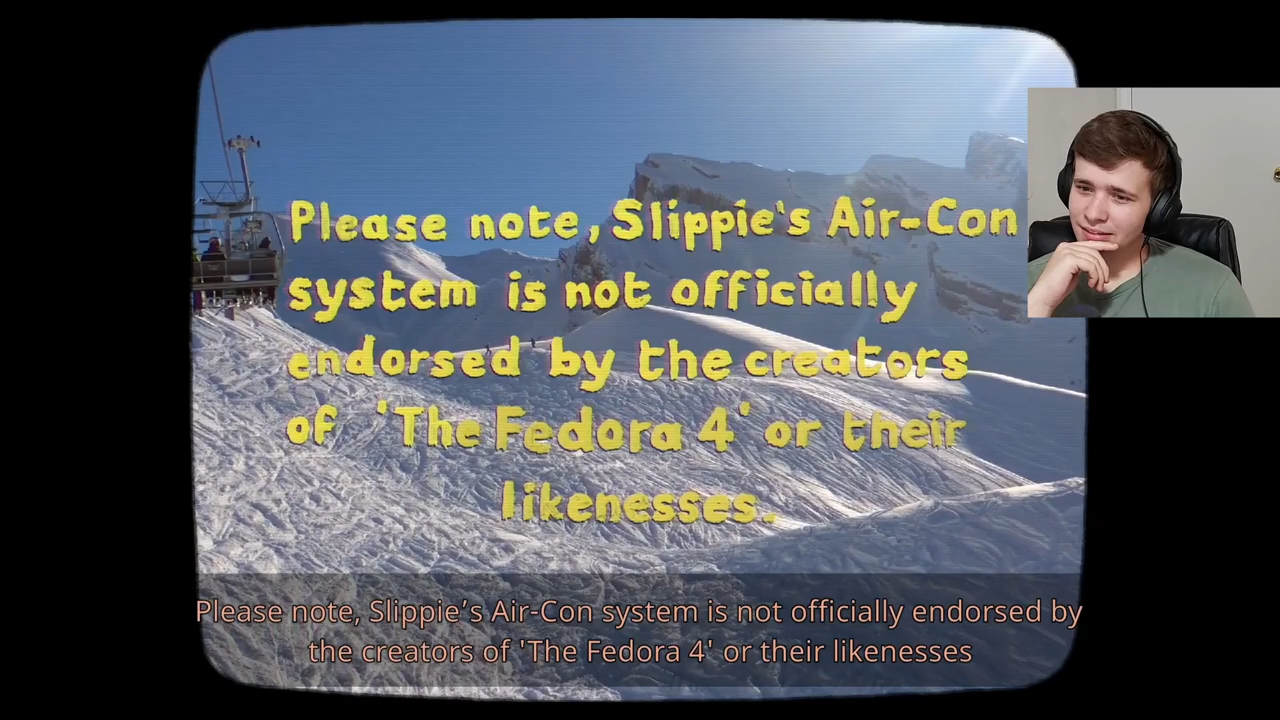 Please note, Slippie's Air-Con
system is not officially
endorsed by the creators
of 'The Fedora 4' or their
likenesses.
Please note, Slippie’s Air-Con system is not officially endorsed by
the creators of 'The Fedora 4' or their likenesses